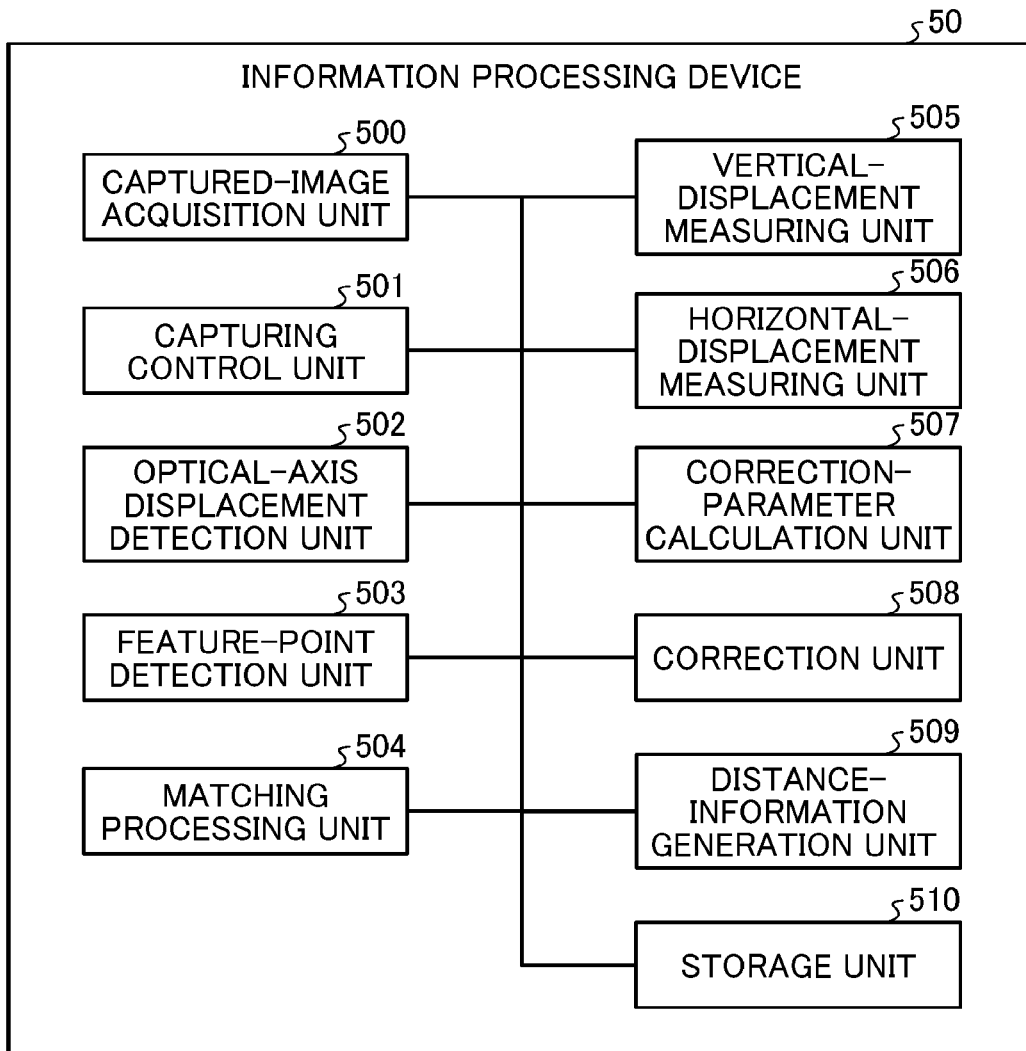 50
INFORMATION PROCESSING DEVICE
500
CAPTURED-IMAGE
ACQUISITION UNIT
501
CAPTURING
CONTROL UNIT
502
OPTICAL-AXIS
DISPLACEMENT
DETECTION UNIT
503
FEATURE-POINT
DETECTION UNIT
504
MATCHING
PROCESSING UNIT
505
VERTICAL-
DISPLACEMENT
MEASURING UNIT
506
HORIZONTAL-
DISPLACEMENT
MEASURING UNIT
507
CORRECTION-
PARAMETER
CALCULATION UNIT
508
CORRECTION UNIT
509
DISTANCE-
INFORMATION
GENERATION UNIT
510
STORAGE UNIT